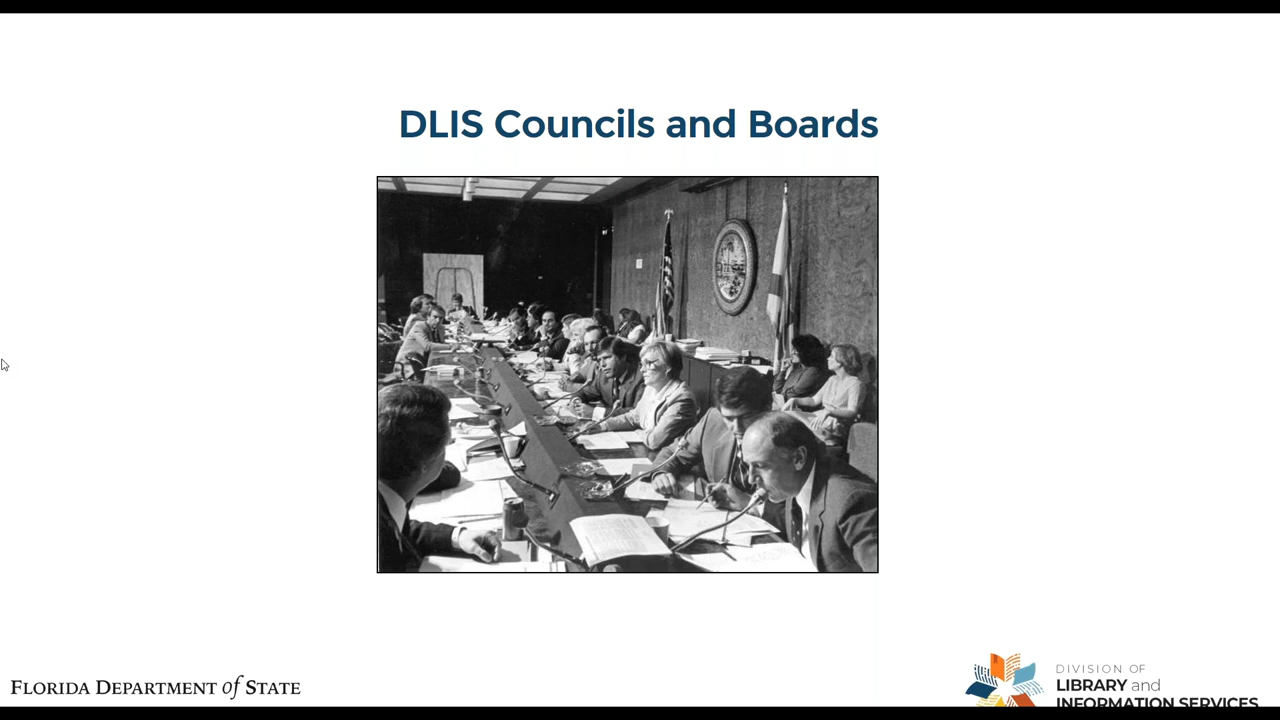 DLIS Councils and Boards
FLORIDA DEPARTMENT of STATE
DIVISION OF
LIBRARY and
INFORMATION SERVICES